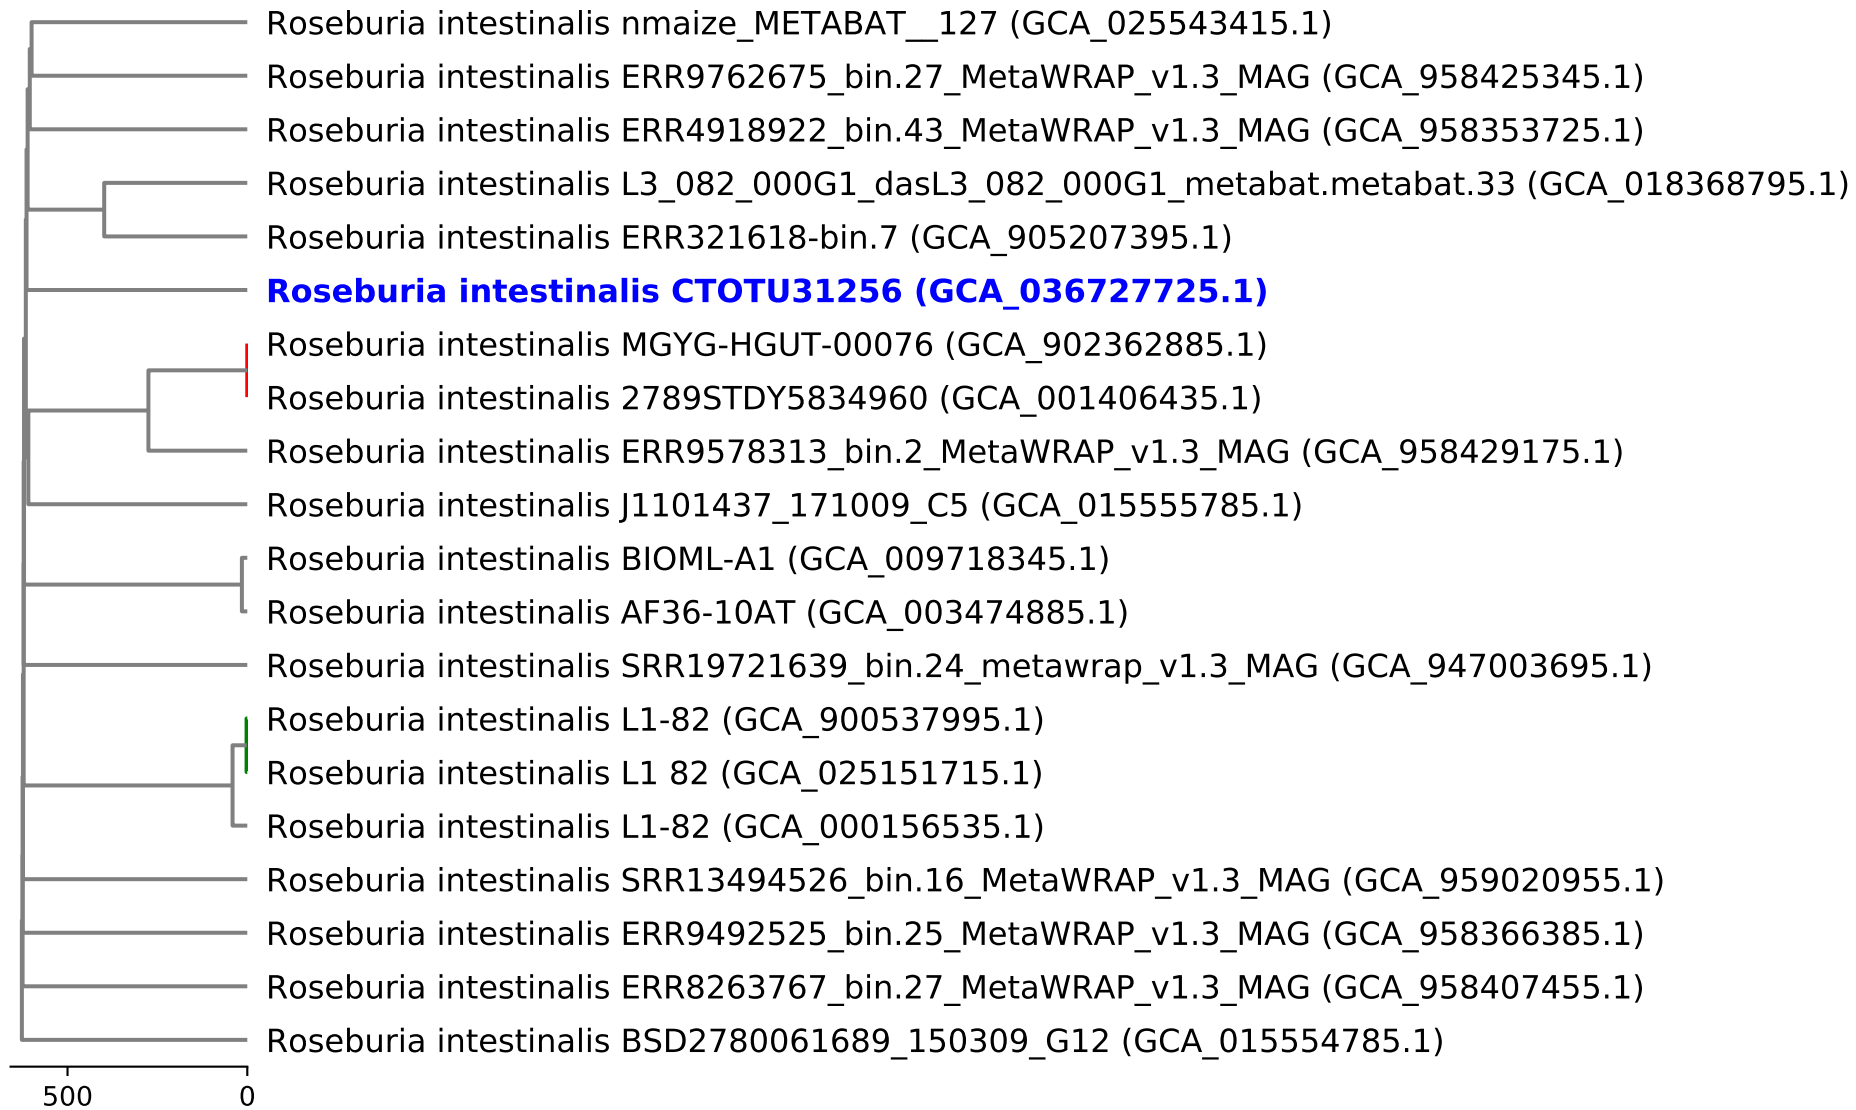 Roseburia intestinalis nmaize_METABAT__127 (GCA_025543415.1)
Roseburia intestinalis ERR9762675_bin.27_MetaWRAP_v1.3_MAG (GCA_958425345.1)
Roseburia intestinalis ERR4918922_bin.43_MetaWRAP_v1.3_MAG (GCA_958353725.1)
Roseburia intestinalis L3_082_000G1_dasL3_082_000G1_metabat.metabat.33 (GCA_018368795.1)
Roseburia intestinalis ERR321618-bin.7 (GCA_905207395.1)
Roseburia intestinalis CTOTU31256 (GCA_036727725.1)
Roseburia intestinalis MGYG-HGUT-00076 (GCA_902362885.1)
Roseburia intestinalis 2789STDY5834960 (GCA_001406435.1)
Roseburia intestinalis ERR9578313_bin.2_MetaWRAP_v1.3_MAG (GCA_958429175.1)
Roseburia intestinalis J1101437_171009_C5 (GCA_015555785.1)
Roseburia intestinalis BIOML-A1 (GCA_009718345.1)
Roseburia intestinalis AF36-10AT (GCA_003474885.1)
Roseburia intestinalis SRR19721639_bin.24_metawrap_v1.3_MAG (GCA_947003695.1)
Roseburia intestinalis L1-82 (GCA_900537995.1)
Roseburia intestinalis L1 82 (GCA_025151715.1)
Roseburia intestinalis L1-82 (GCA_000156535.1)
Roseburia intestinalis SRR13494526_bin.16_MetaWRAP_v1.3_MAG (GCA_959020955.1)
Roseburia intestinalis ERR9492525_bin.25_MetaWRAP_v1.3_MAG (GCA_958366385.1)
Roseburia intestinalis ERR8263767_bin.27_MetaWRAP_v1.3_MAG (GCA_958407455.1)
Roseburia intestinalis BSD2780061689_150309_G12 (GCA_015554785.1)
500 0